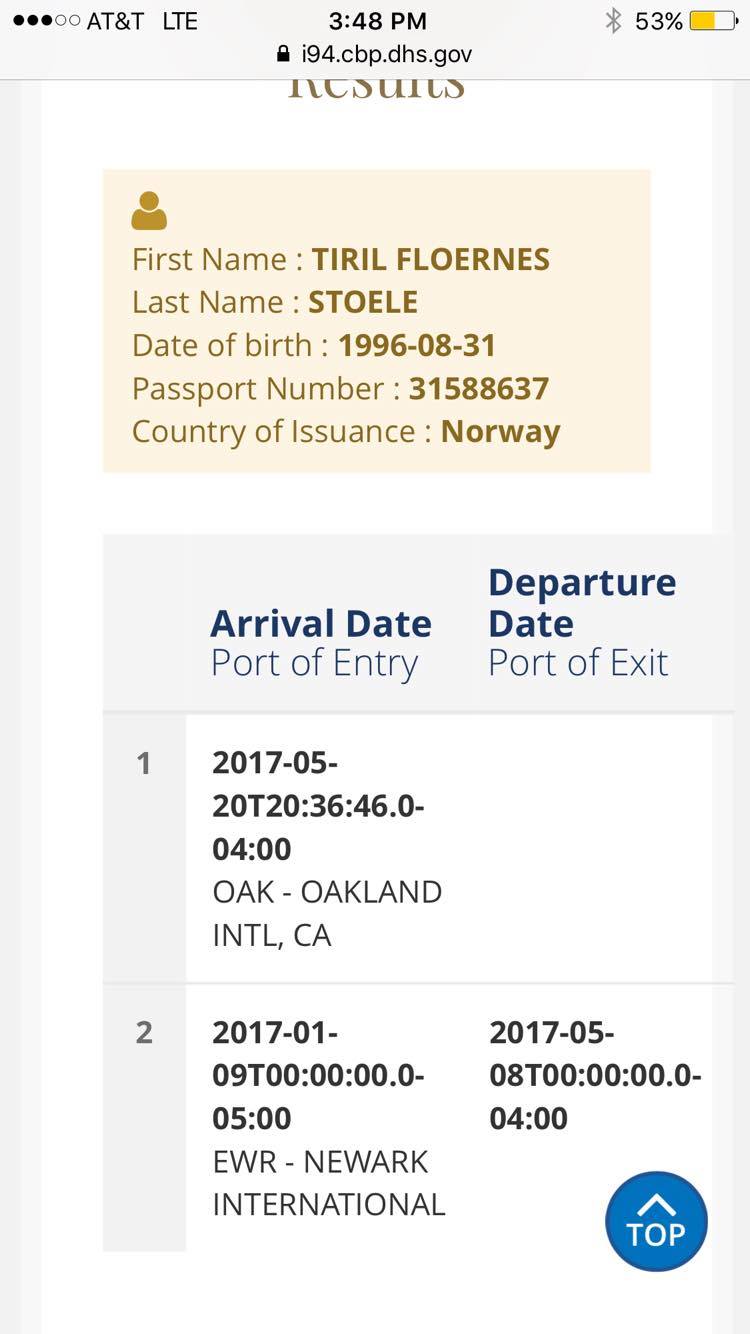 AT&T LTE 3:48 PM 53%
i94.cbp.dhs.gov
Results
First Name : TIRIL FLOERNES
Last Name : STOELE
Date of birth : 1996-08-31
Passport Number : 31588637
Country of Issuance : Norway
Departure
Arrival Date Date
Port of Entry Port of Exit
1 2017-05-
20T20:36:46.0-
04:00
OAK - OAKLAND
INTL, CA
2 2017-01- 2017-05-
09T00:00:00.0- 08T00:00:00.0-
05:00 04:00
EWR - NEWARK
INTERNATIONAL
TOP